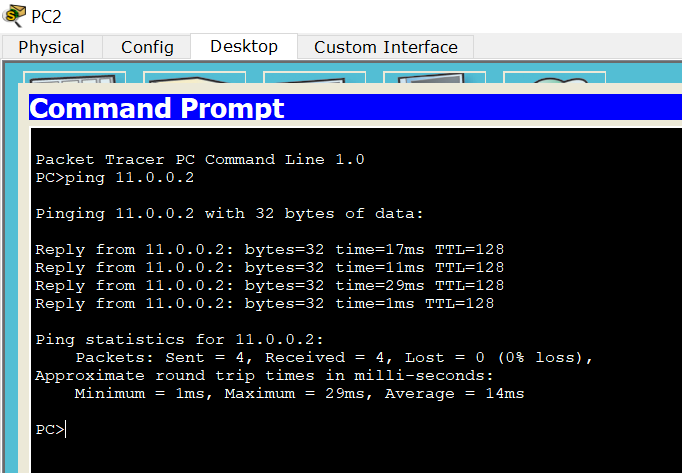 PC2
Physical Config Desktop Custom Interface
Command Prompt
Packet Tracer PC Command Line 1.0
PC>ping 11.0.0.2
Pinging 11.0.0.2 with 32 bytes of data:
Reply from 11.0.0.2: bytes=32 time=17ms TTL=128
Reply from 11.0.0.2: bytes=32 time=11ms TTL=128
Reply from 11.0.0.2: bytes=32 time=29ms TTL=128
Reply from 11.0.0.2: bytes=32 time=1ms TTL=128
Ping statistics for 11.0.0.2:
    Packets: Sent = 4, Received = 4, Lost = 0 (0% loss),
Approximate round trip times in milli-seconds:
    Minimum = 1ms, Maximum = 29ms, Average = 14ms
PC>